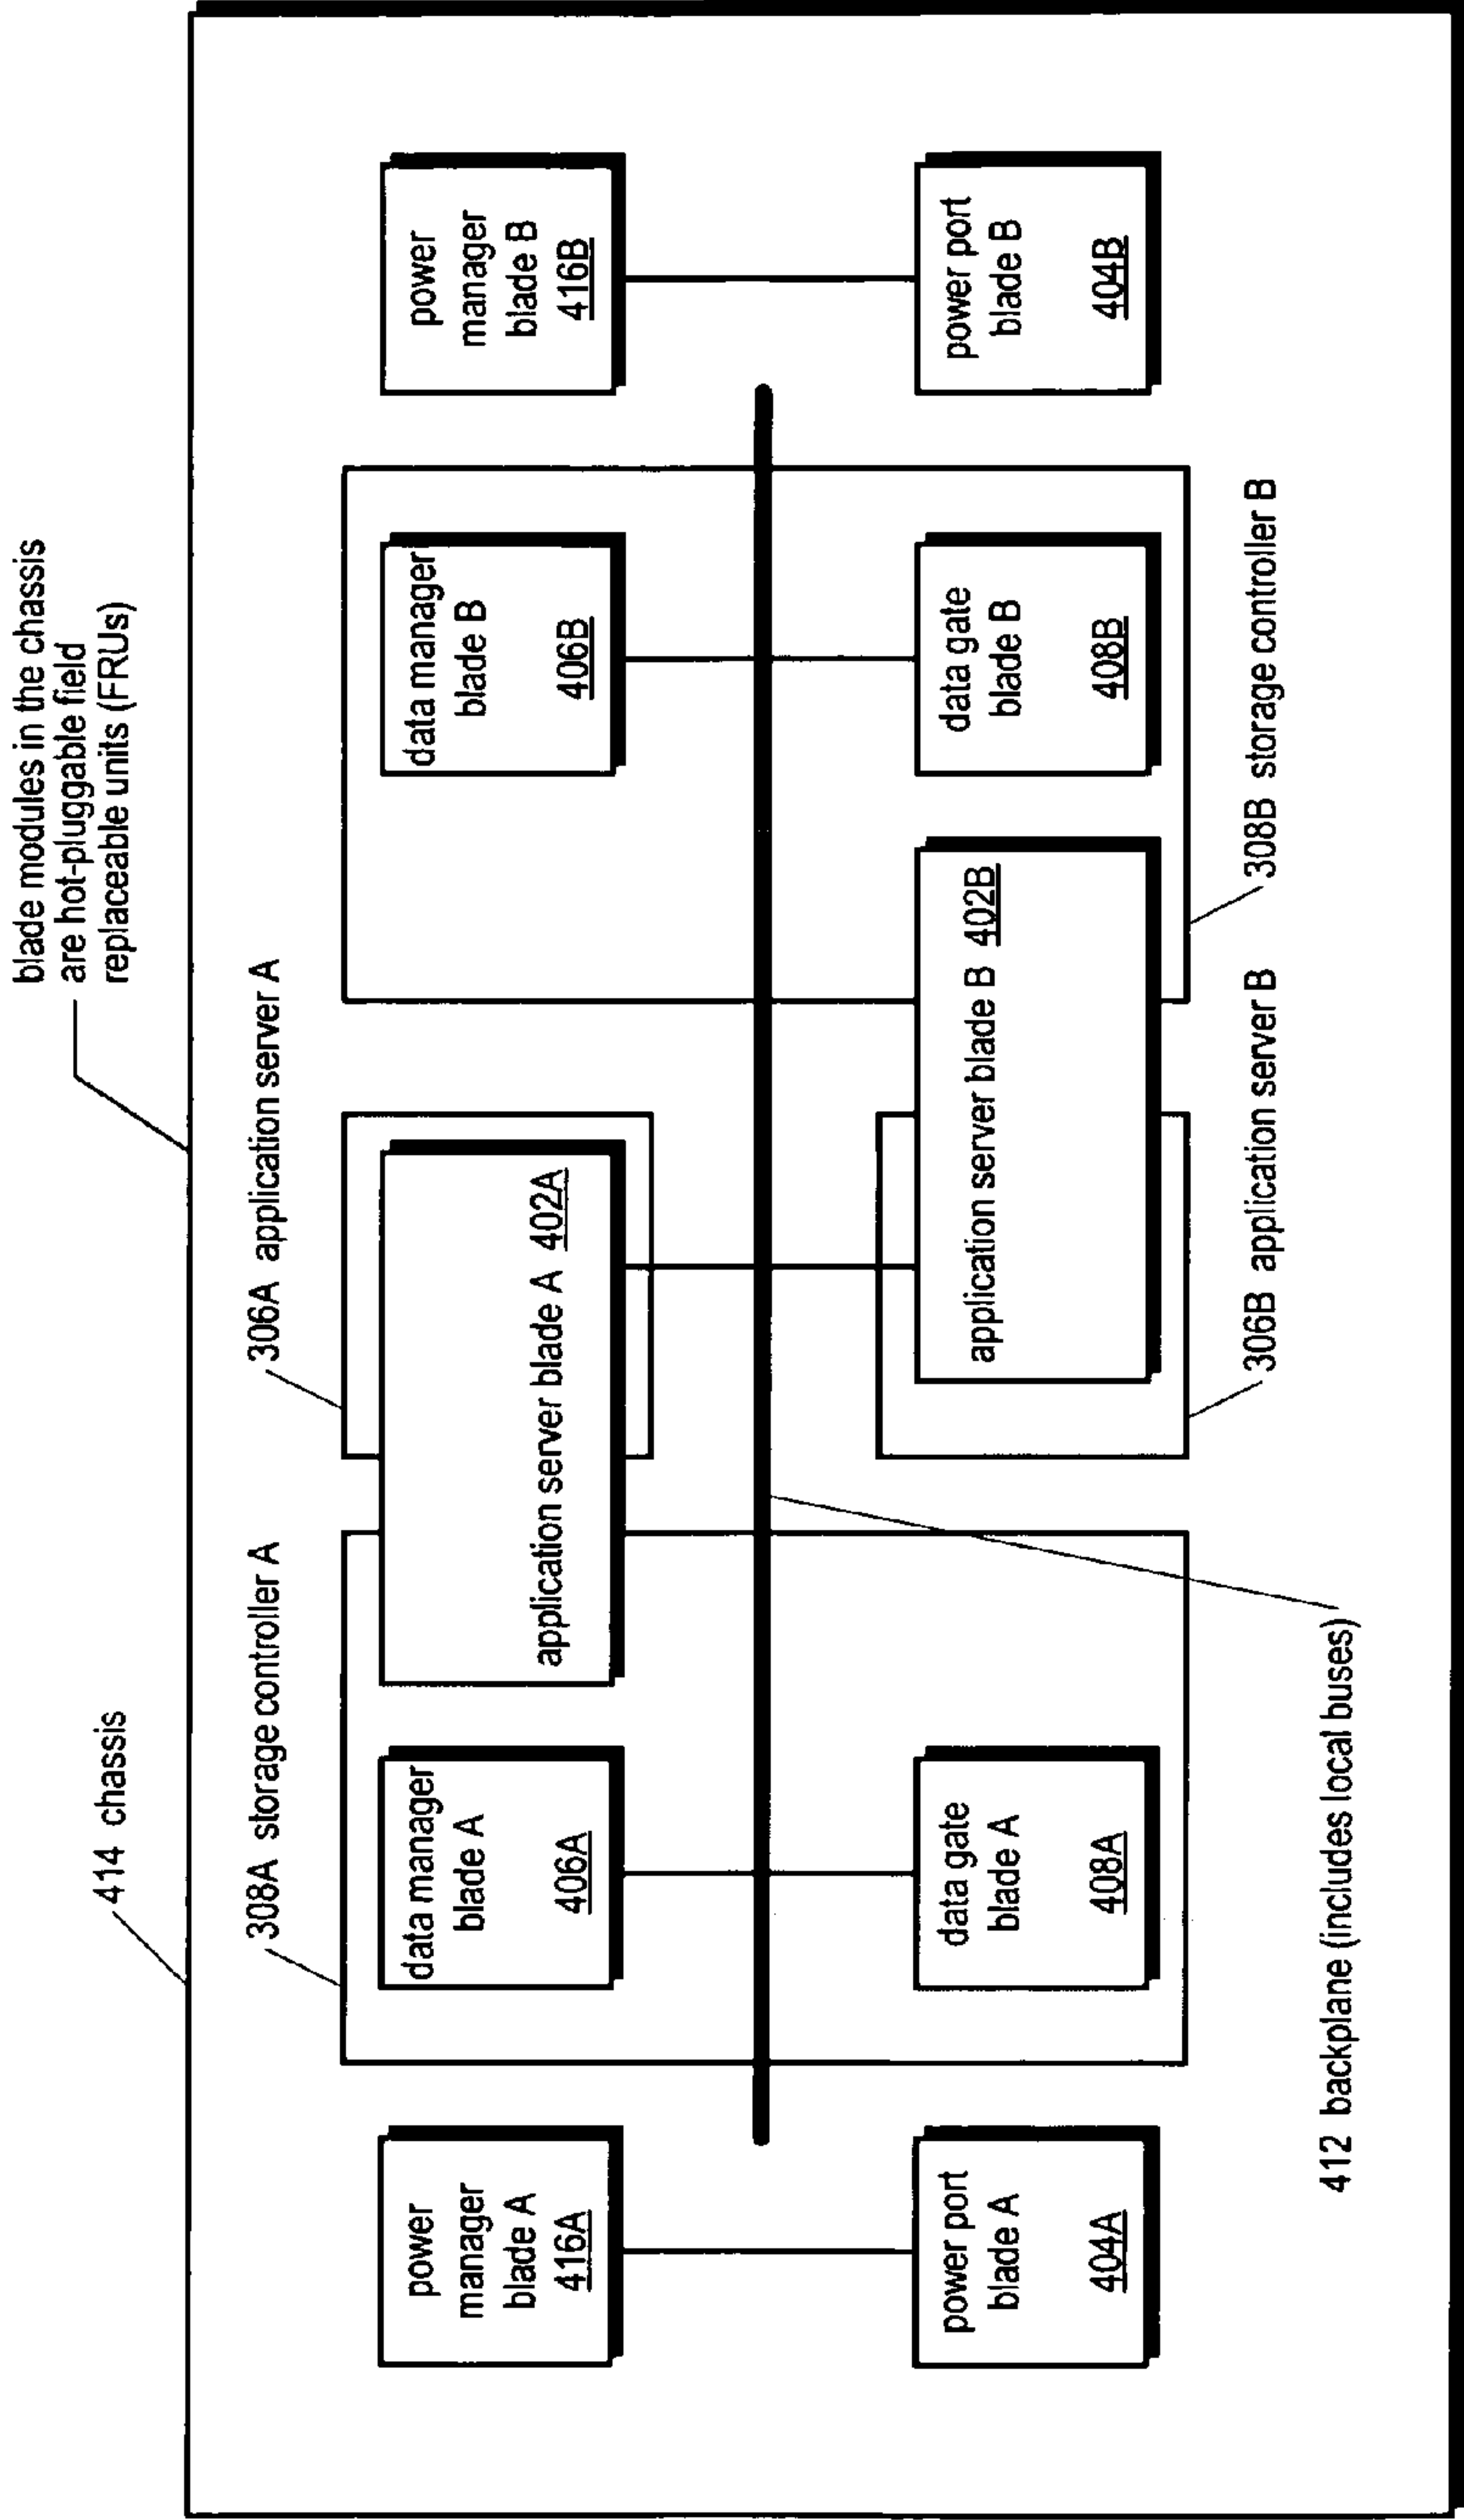 blade modules in the chassis
are hot-pluggable field
replaceable units (FRUs)
414 chassis
308A storage controller A
306A application server A
power
manager
blade A
416A
data manager
blade A
406A
application server blade A 402A
data manager
blade B
406B
power
manager
blade B
416B
power port
blade A
404A
data gate
blade A
408A
application server blade B 402B
data gate
blade B
408B
power port
blade B
404B
306B application server B
308B storage controller B
412 backplane (includes local buses)